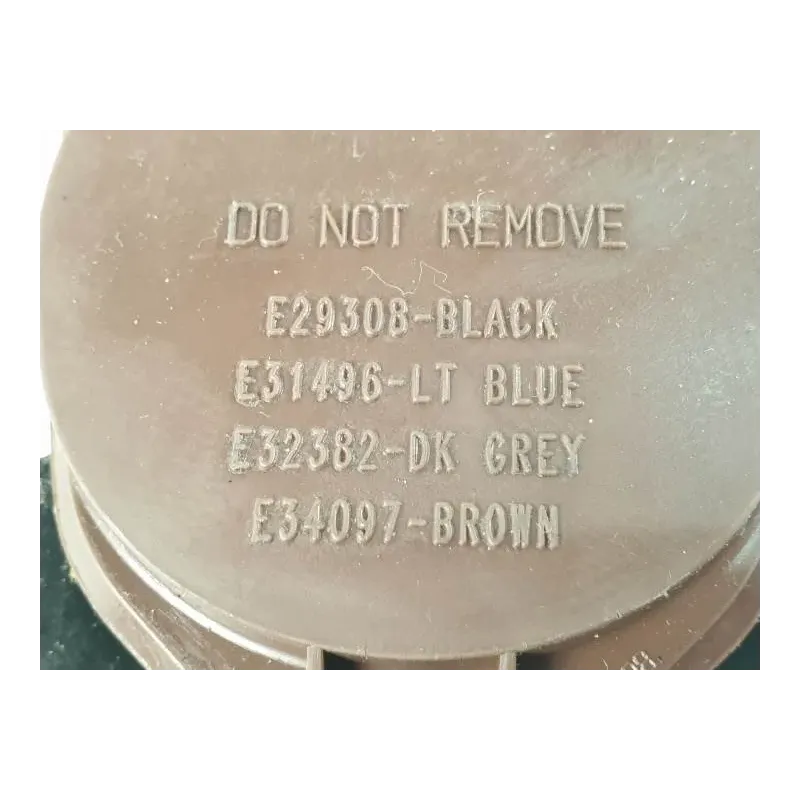 DO NOT REMOVE
E29308-BLACK
E31496-LT BLUE
E32382-DK GREY
E34097-BROWN